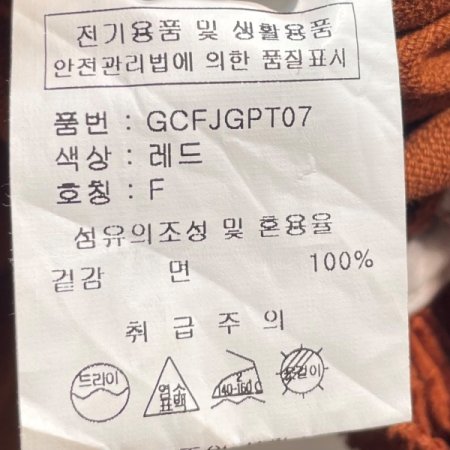 전기용품 및 생활용품
안전관리법에 의한 품질표시
품번 : GCFJGPT07
색상 : 레드
호칭 : F
섬유의조성 및 혼용율
겉감 면 100%
취 급 주 의
드라이
염소
표백
2
140-160 C
옷걸이